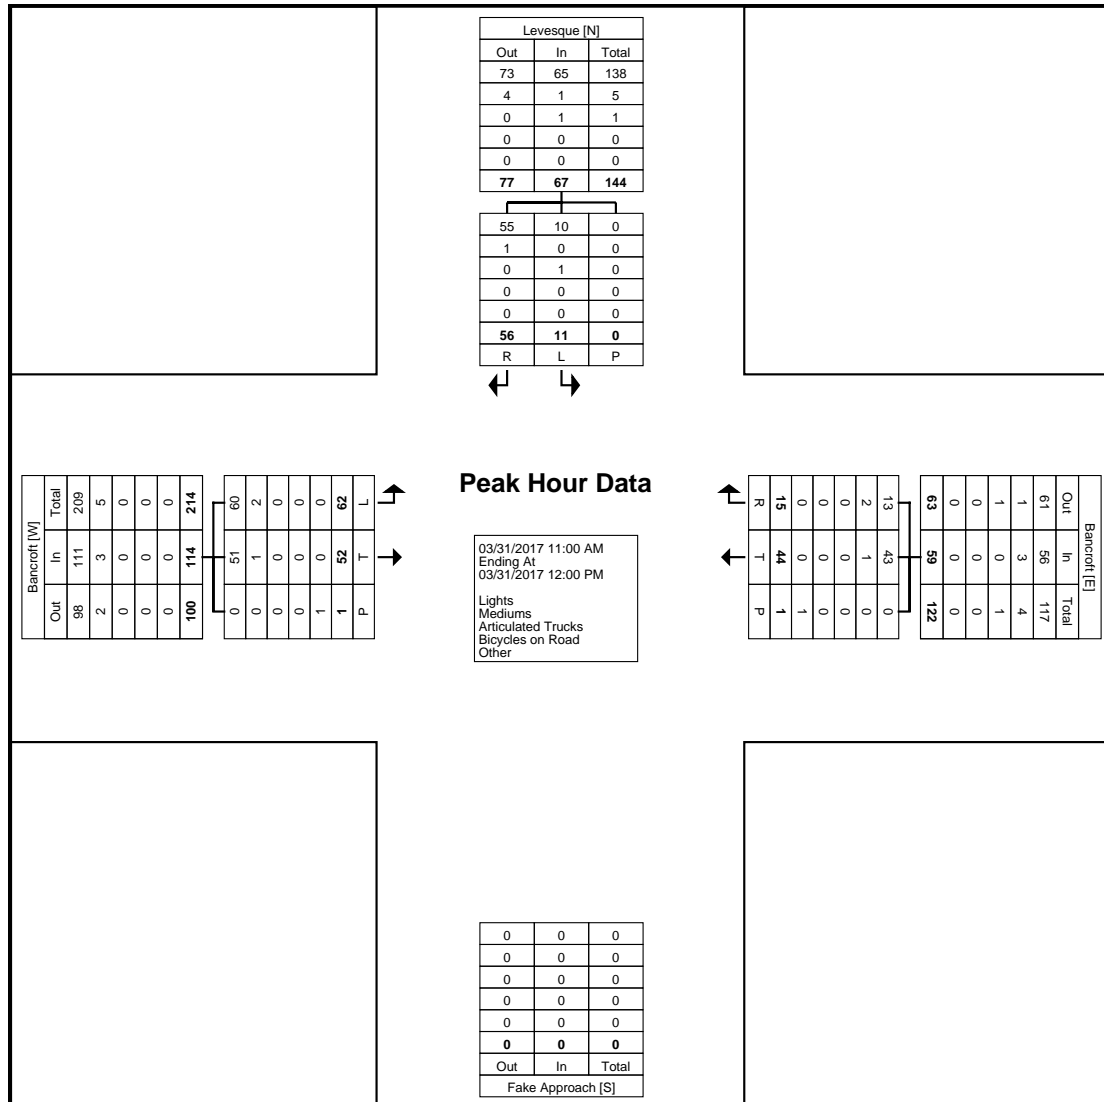 Levesque [N]
Out In Total
73 65 138
4 1 5
0 1 1
0 0 0
0 0 0
77 67 144
55 10 0
1 0 0
0 1 0
0 0 0
0 0 0
56 11 0
R L P
Bancroft [W]
Total In Out
209 111 98
5 3 2
0 0 0
0 0 0
0 0 0
214 114 100
60 51 0
2 1 0
0 0 0
0 0 0
0 0 1
62 52 1
L T P
Peak Hour Data
03/31/2017 11:00 AM
Ending At
03/31/2017 12:00 PM
Lights
Mediums
Articulated Trucks
Bicycles on Road
Other
R T P
15 44 1
0 0 1
0 0 0
0 0 0
2 1 0
13 43 0
63 59 122
0 0 0
0 0 0
1 0 1
1 3 4
61 56 117
Out In Total
Bancroft [E]
0 0 0
0 0 0
0 0 0
0 0 0
0 0 0
0 0 0
Out In Total
Fake Approach [S]